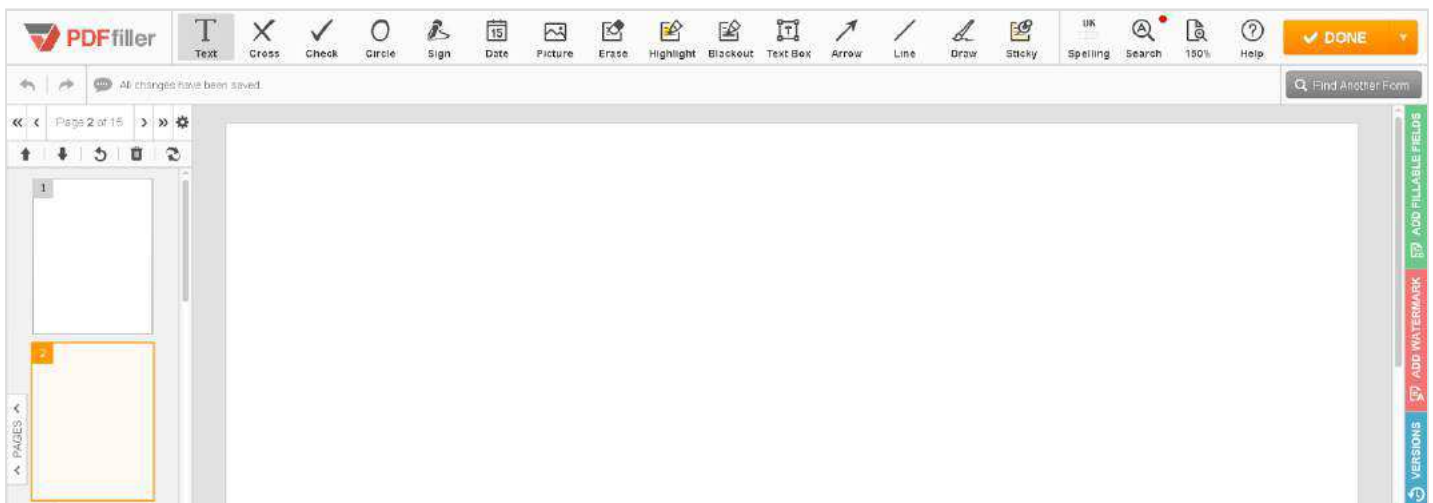 PDFfiller
Text
Cross
Check
Circle
Sign
15
Date
Picture
Erase
Highlight
Blackout
T
Text Box
Arrow
Line
Draw
Sticky
UK
Spelling
A
Search
150%
?
Help
DONE
All changes have been saved.
Find Another Form
Page 2 of 15
1
2
PAGES
ADD FILLABLE FIELDS
ADD WATERMARK
VERSIONS